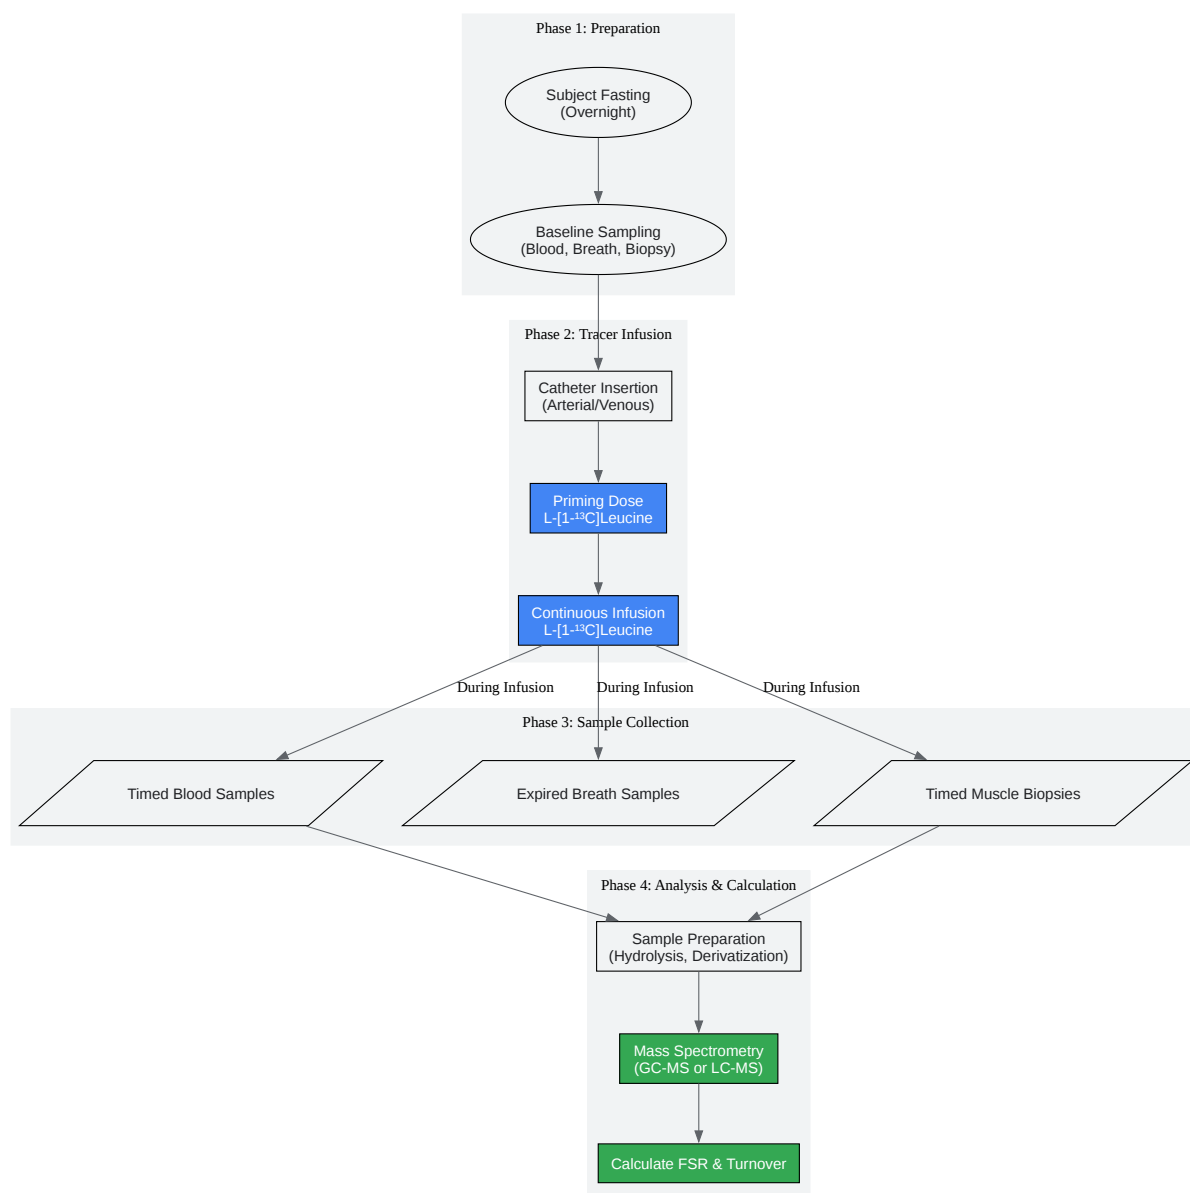 Phase 1: Preparation
Subject Fasting
(Overnight)
Baseline Sampling
(Blood, Breath, Biopsy)
Phase 2: Tracer Infusion
Catheter Insertion
(Arterial/Venous)
Priming Dose
L-[1-¹³C]Leucine
Continuous Infusion
L-[1-¹³C]Leucine
During Infusion
During Infusion
During Infusion
Phase 3: Sample Collection
Timed Blood Samples
Expired Breath Samples
Timed Muscle Biopsies
Phase 4: Analysis & Calculation
Sample Preparation
(Hydrolysis, Derivatization)
Mass Spectrometry
(GC-MS or LC-MS)
Calculate FSR & Turnover